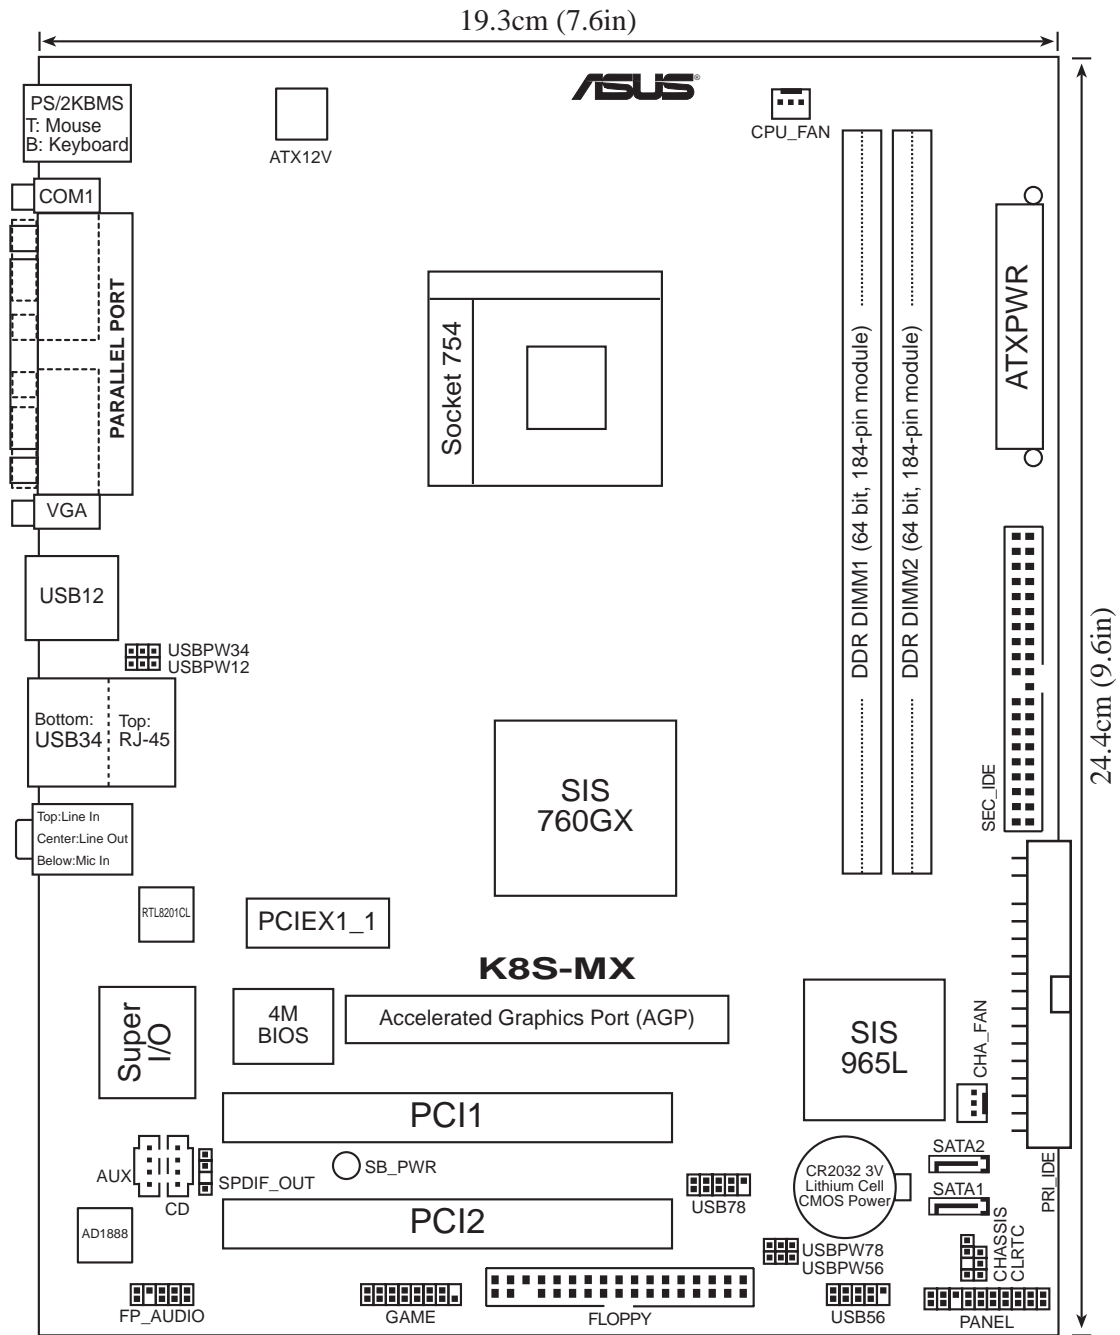 19.3cm (7.6in)
PS/2KBMS
T: Mouse
B: Keyboard
ATX12V
ASUS®
CPU_FAN
COM1
PARALLEL PORT
VGA
Socket 754
DDR DIMM1 (64 bit, 184-pin module)
DDR DIMM2 (64 bit, 184-pin module)
ATXPWR
24.4cm (9.6in)
USB12
USBPW34
USBPW12
Bottom:
USB34
Top:
RJ-45
Top:Line In
Center:Line Out
Below:Mic In
SIS
760GX
SEC_IDE
RTL8201CL
PCIEX1_1
K8S-MX
Super
I/O
4M
BIOS
Accelerated Graphics Port (AGP)
SIS
965L
CHA_FAN
PCI1
AUX
CD
SPDIF_OUT
SB_PWR
USB78
CR2032 3V
Lithium Cell
CMOS Power
SATA2
SATA1
PRI_IDE
AD1888
PCI2
USBPW78
USBPW56
CHASSIS
CLRTC
FP_AUDIO
GAME
FLOPPY
USB56
PANEL